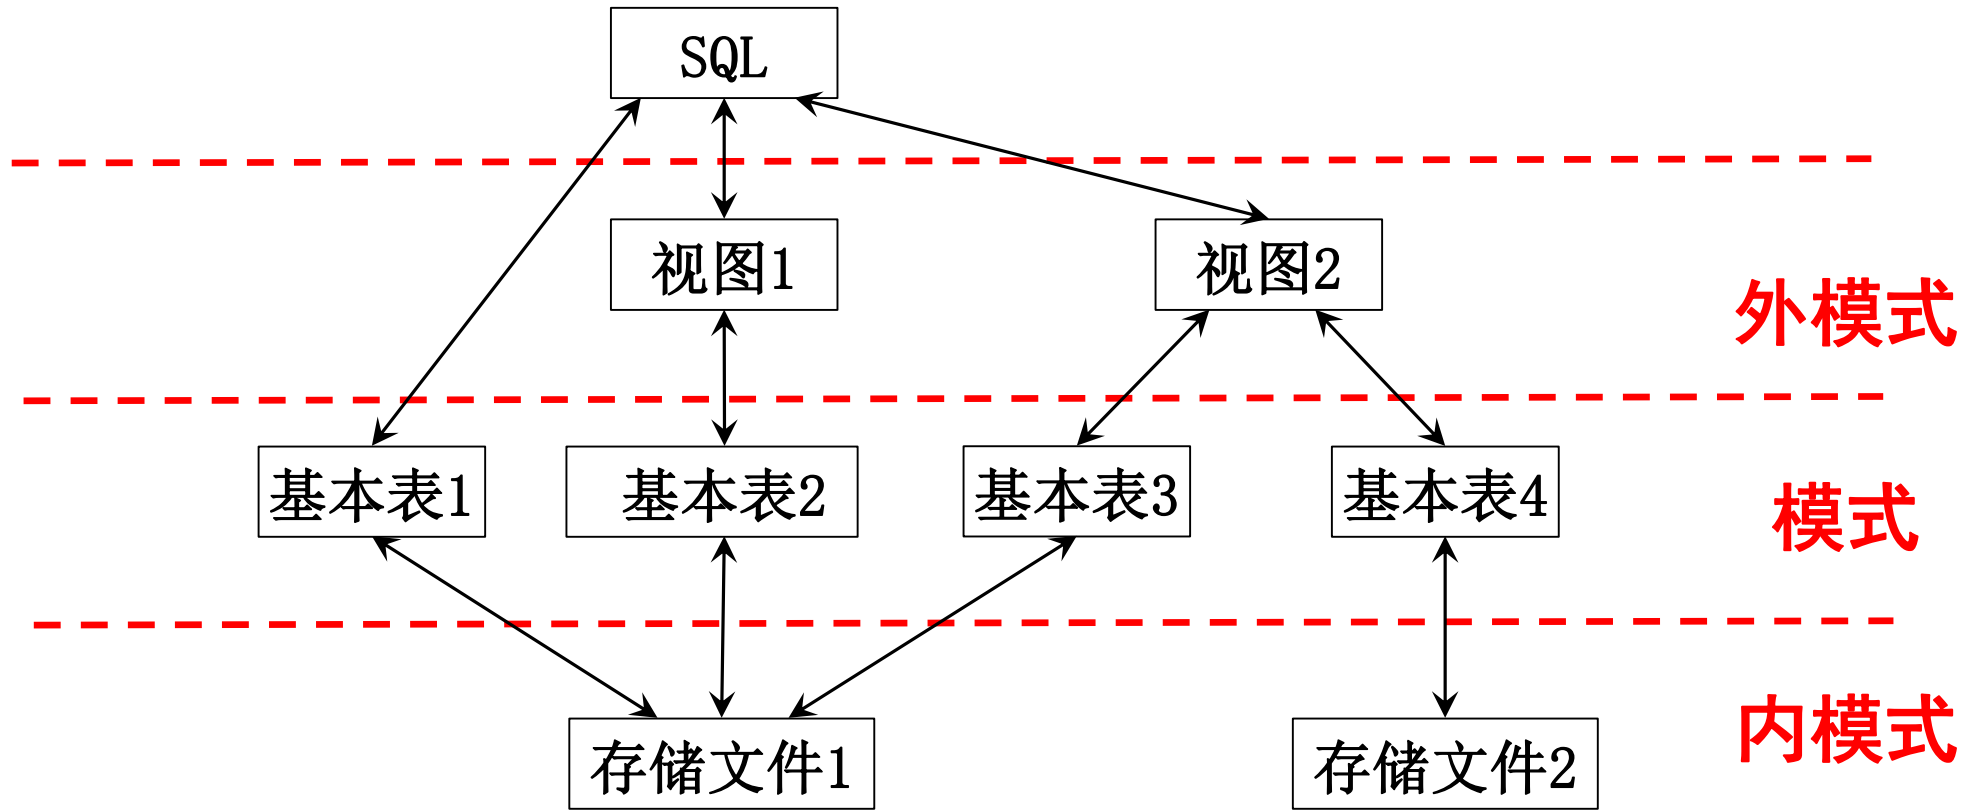 SQL
视图1
视图2
外模式
基本表1
基本表2
基本表3
基本表4
模式
存储文件1
存储文件2
内模式